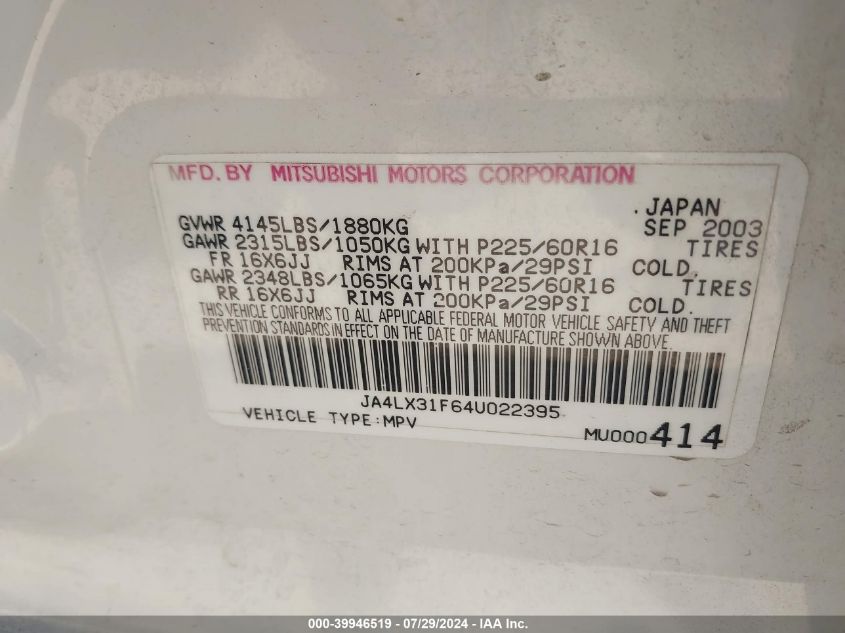 MFD. BY MITSUBISHI MOTORS CORPORATION
. JAPAN
GVWR 4145LBS/1880KG SEP 2003
GAWR 2315LBS/1050KG WITH P225/60R16 TIRES
FR 16X6JJ RIMS AT 200KPa/29PSI COLD.
GAWR 2348LBS/1065KG WITH P225/60R16 TIRES
RR 16X6JJ RIMS AT 200KPa/29PSI COLD.
THIS VEHICLE CONFORMS TO ALL APPLICABLE FEDERAL MOTOR VEHICLE SAFETY AND THEFT
PREVENTION STANDARDS IN EFFECT ON THE DATE OF MANUFACTURE SHOWN ABOVE.
JA4LX31F64U022395
VEHICLE TYPE:MPV
MU000414
000-39946519 / 07/29/2024 - IAA Inc.